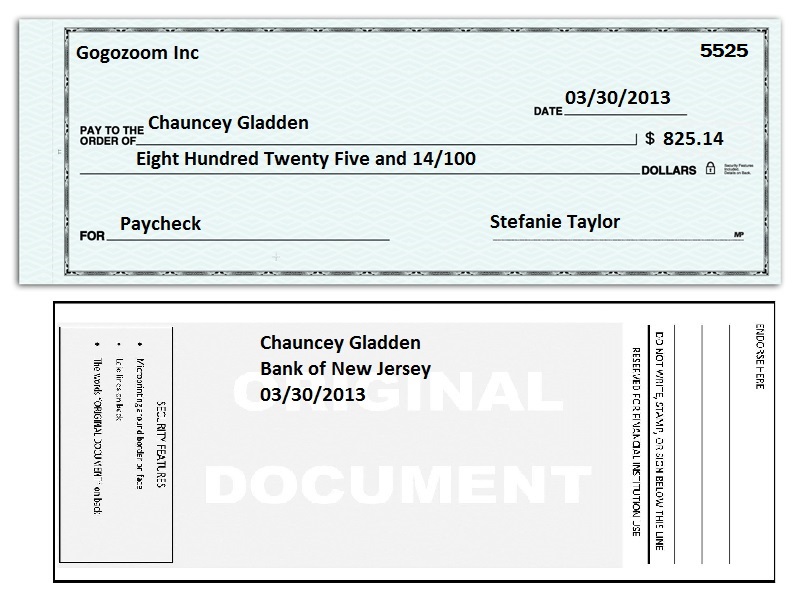 Gogozoom Inc
5525
03/30/2013
DATE
PAY TO THE
ORDER OF
Chauncey Gladden
$ 825.14
Eight Hundred Twenty Five and 14/100
DOLLARS
Security Features
Included.
Details on Back.
FOR
Paycheck
Stefanie Taylor
MP
Chauncey Gladden
Bank of New Jersey
03/30/2013
ORIGINAL
DOCUMENT
SECURITY FEATURES
• Microprinting around border on face
• lines on back
• The words "ORIGINAL DOCUMENT" on back
ENDORSE HERE
DO NOT WRITE, STAMP, OR SIGN BELOW THIS LINE
RESERVED FOR FINANCIAL INSTITUTION USE